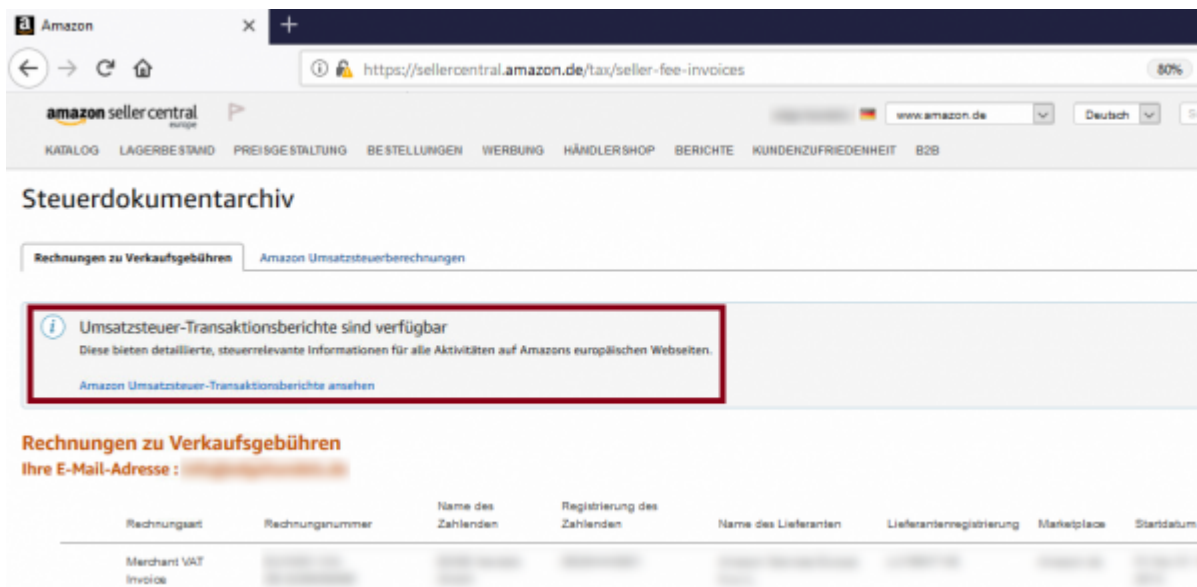 Amazon
https://sellercentral.amazon.de/tax/seller-fee-invoices
80%
amazon seller central
europe
www.amazon.de
Deutsch
KATALOG LAGERBESTAND PREISGESTALTUNG BESTELLUNGEN WERBUNG HÄNDLERSHOP BERICHTE KUNDENZUFRIEDENHEIT B2B
Steuerdokumentarchiv
Rechnungen zu Verkaufsgebühren Amazon Umsatzsteuerberechnungen
Umsatzsteuer-Transaktionsberichte sind verfügbar
Diese bieten detaillierte, steuerrelevante Informationen für alle Aktivitäten auf Amazons europäischen Webseiten.
Amazon Umsatzsteuer-Transaktionsberichte ansehen
Rechnungen zu Verkaufsgebühren
Ihre E-Mail-Adresse :
Rechnungsart Rechnungsnummer Name des Zahlenden Registrierung des Zahlenden Name des Lieferanten Lieferantenregistrierung Marketplace Startdatum
Merchant VAT
Invoice